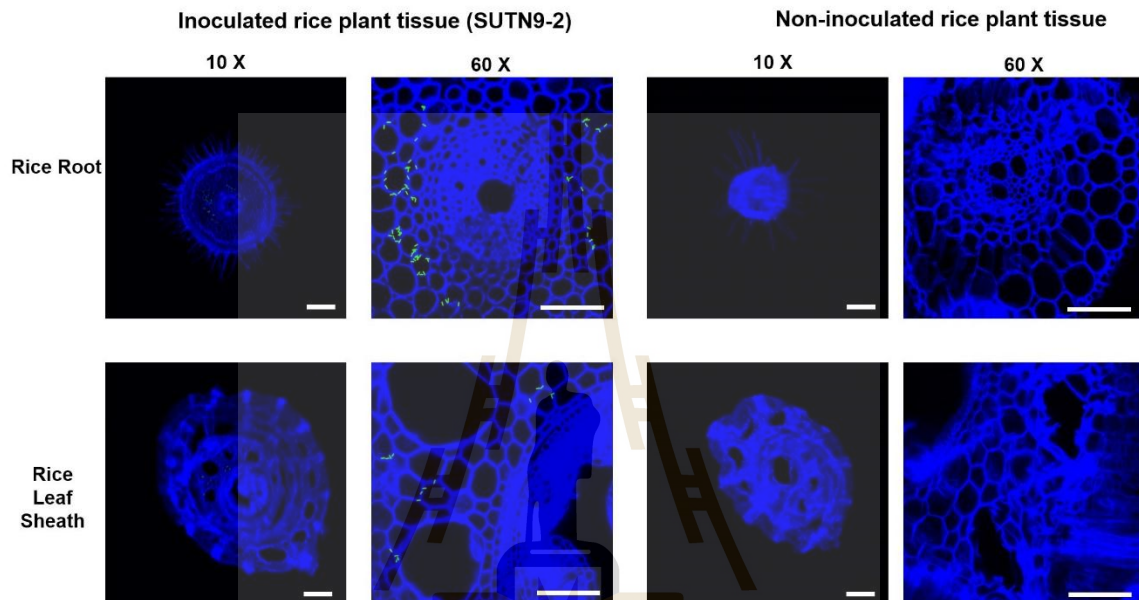 Inoculated rice plant tissue (SUTN9-2)
Non-inoculated rice plant tissue
10 X
60 X
10 X
60 X
Rice Root
Rice
Leaf
Sheath